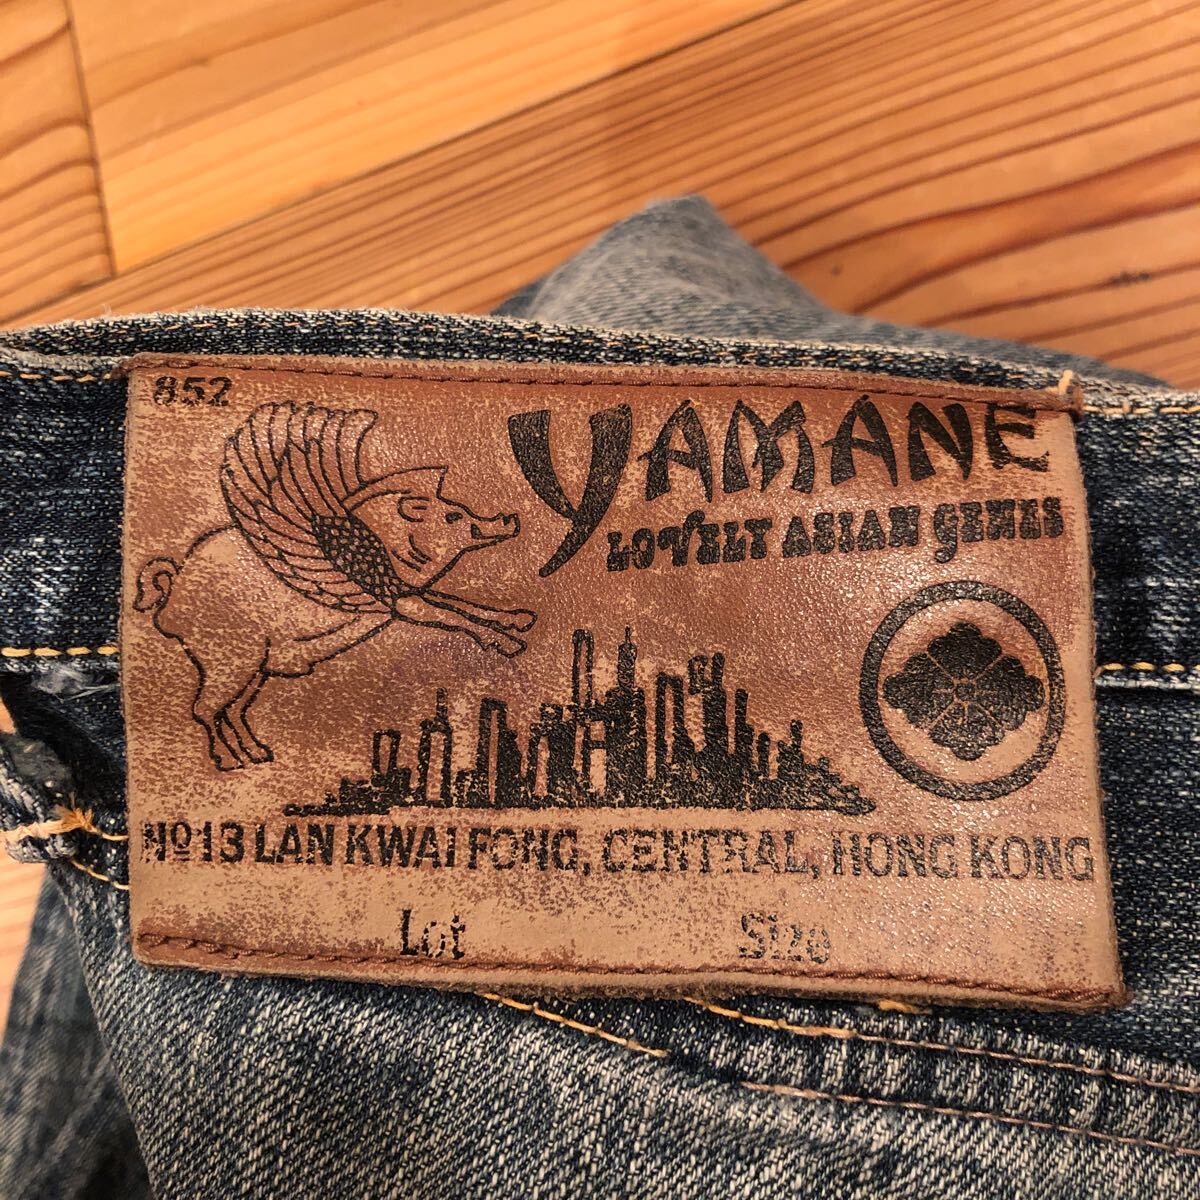 852
YAMANE
LOVELY ASIAN GENES
No13 LAN KWAI FONG, CENTRAL, HONG KONG
Lot Size